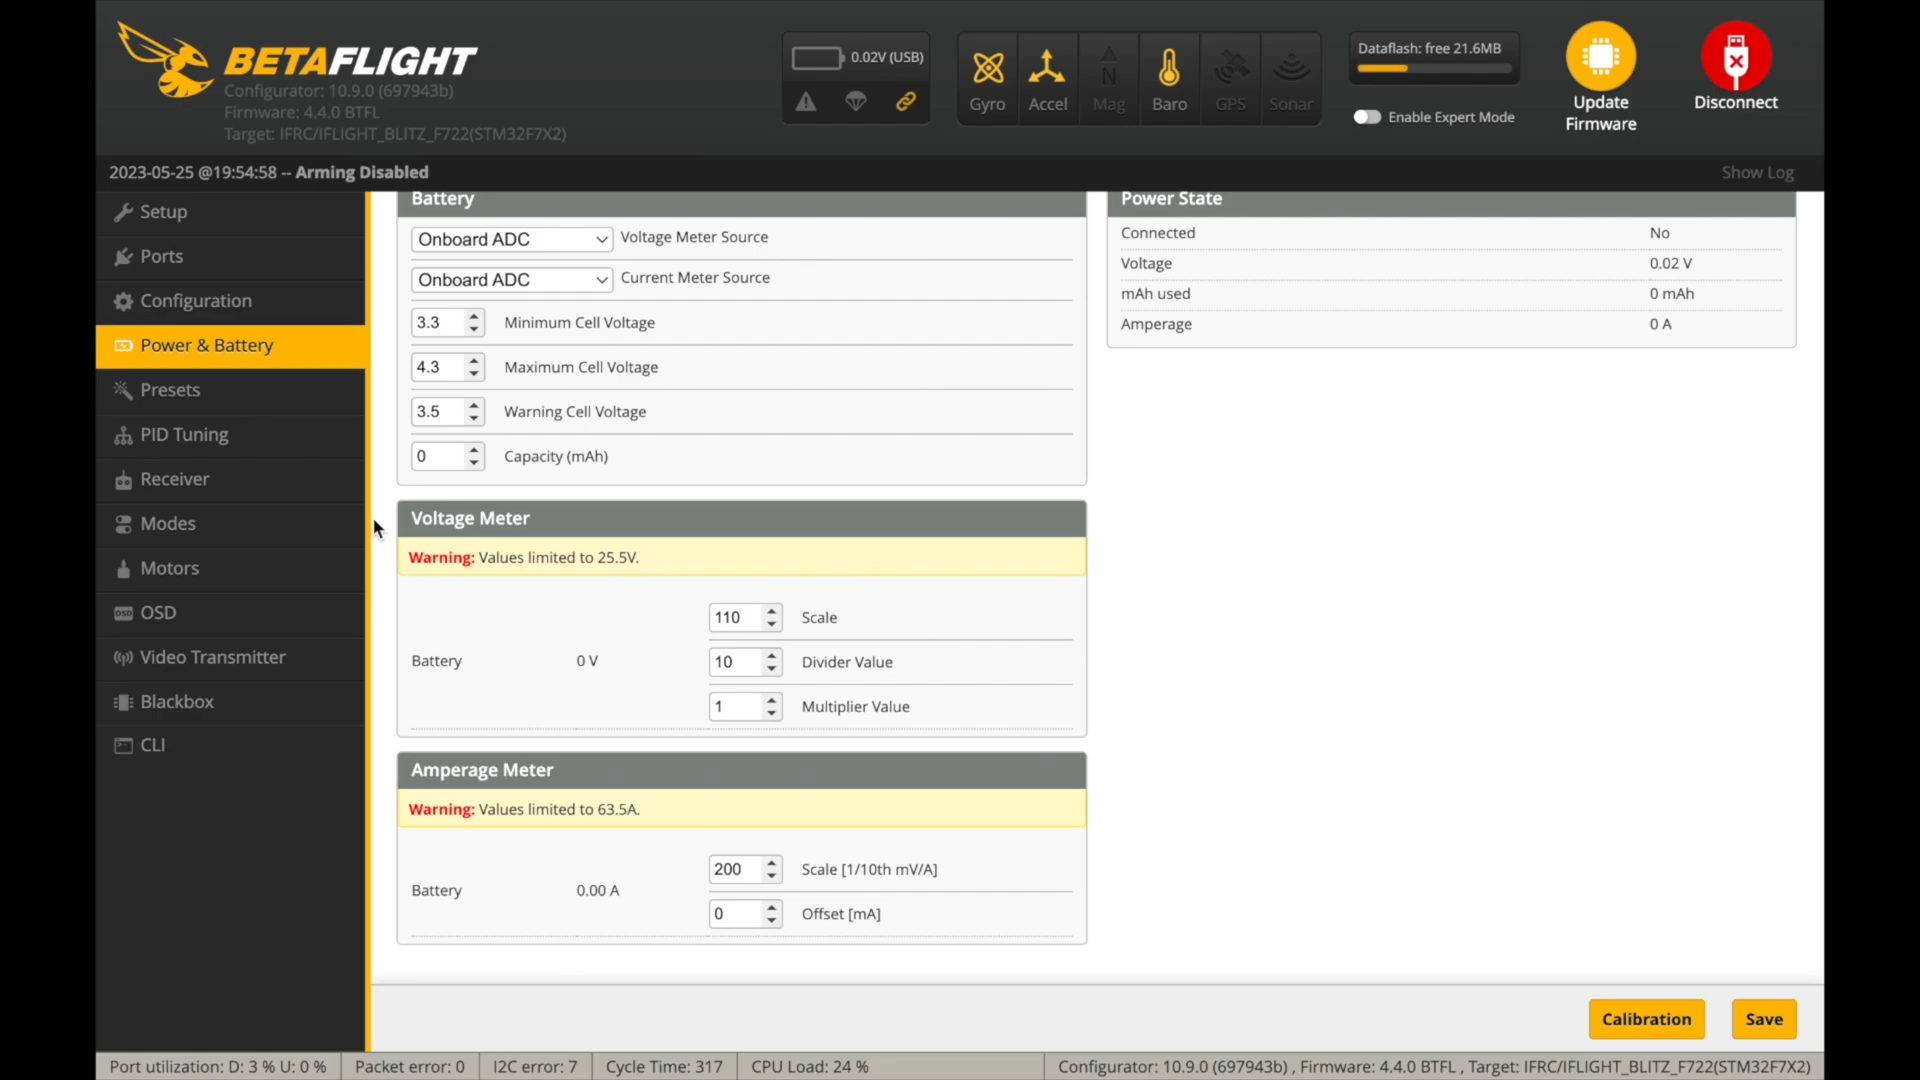 BETAFLIGHT
Configurator: 10.9.0 (697943b)
Firmware: 4.4.0 BTFL
Target: IFRC/IFLIGHT_BLITZ_F722(STM32F7X2)
0.02V (USB)
Gyro
Accel
Mag
Baro
GPS
Sonar
Dataflash: free 21.6MB
Enable Expert Mode
Update
Firmware
Disconnect
2023-05-25 @19:54:58 -- Arming Disabled
Show Log
Setup
Ports
Configuration
Power & Battery
Presets
PID Tuning
Receiver
Modes
Motors
OSD
Video Transmitter
Blackbox
CLI
Battery
Onboard ADC Voltage Meter Source
Onboard ADC Current Meter Source
3.3 Minimum Cell Voltage
4.3 Maximum Cell Voltage
3.5 Warning Cell Voltage
0 Capacity (mAh)
Power State
Connected No
Voltage 0.02 V
mAh used 0 mAh
Amperage 0 A
Voltage Meter
Warning: Values limited to 25.5V.
Battery 0 V
110 Scale
10 Divider Value
1 Multiplier Value
Amperage Meter
Warning: Values limited to 63.5A.
Battery 0.00 A
200 Scale [1/10th mV/A]
0 Offset [mA]
Calibration
Save
Port utilization: D: 3 % U: 0 % Packet error: 0 I2C error: 7 Cycle Time: 317 CPU Load: 24 % Configurator: 10.9.0 (697943b) , Firmware: 4.4.0 BTFL , Target: IFRC/IFLIGHT_BLITZ_F722(STM32F7X2)